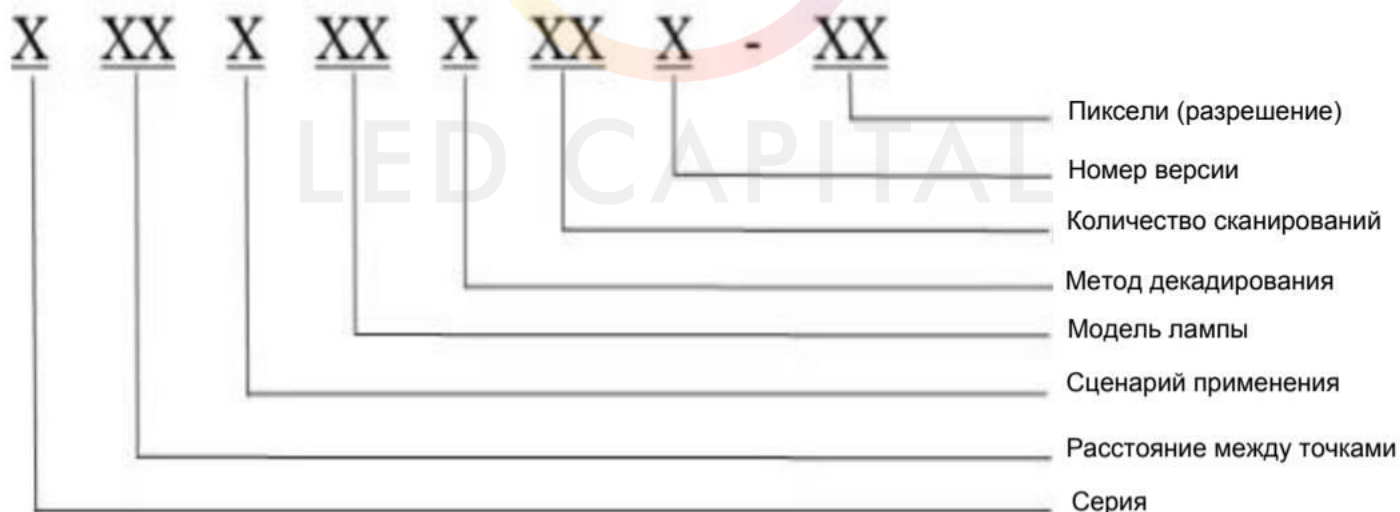 X XX X XX X XX X - XX
LED CAPITAL
Пиксели (разрешение)
Номер версии
Количество сканирований
Метод декадирования
Модель лампы
Сценарий применения
Расстояние между точками
Серия